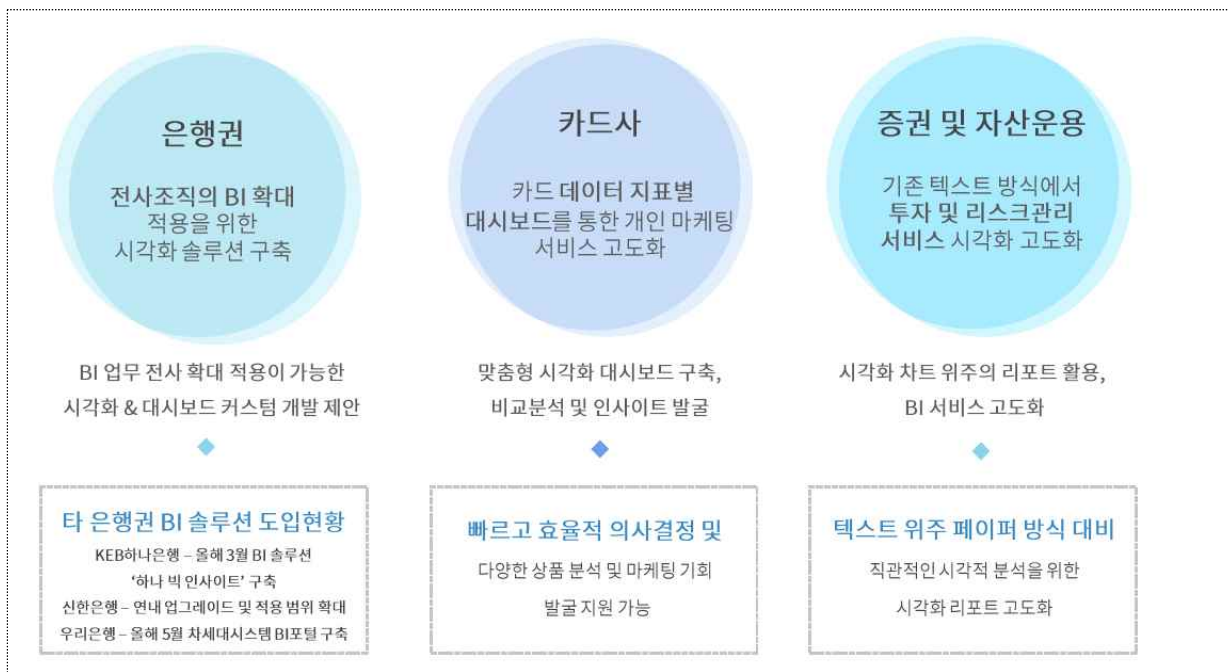 은행권
전사조직의 BI 확대
적용을 위한
시각화 솔루션 구축
BI 업무 전사 확대 적용이 가능한
시각화 & 대시보드 커스텀 개발 제안
타 은행권 BI 솔루션 도입현황
KEB하나은행 – 올해 3월 BI 솔루션
‘하나 빅 인사이트’ 구축
신한은행 – 연내 업그레이드 및 적용 범위 확대
우리은행 – 올해 5월 차세대시스템 BI포털 구축
카드사
카드 데이터 지표별
대시보드를 통한 개인 마케팅
서비스 고도화
맞춤형 시각화 대시보드 구축,
비교분석 및 인사이트 발굴
빠르고 효율적 의사결정 및
다양한 상품 분석 및 마케팅 기회
발굴 지원 가능
증권 및 자산운용
기존 텍스트 방식에서
투자 및 리스크관리
서비스 시각화 고도화
시각화 차트 위주의 리포트 활용,
BI 서비스 고도화
텍스트 위주 페이퍼 방식 대비
직관적인 시각적 분석을 위한
시각화 리포트 고도화